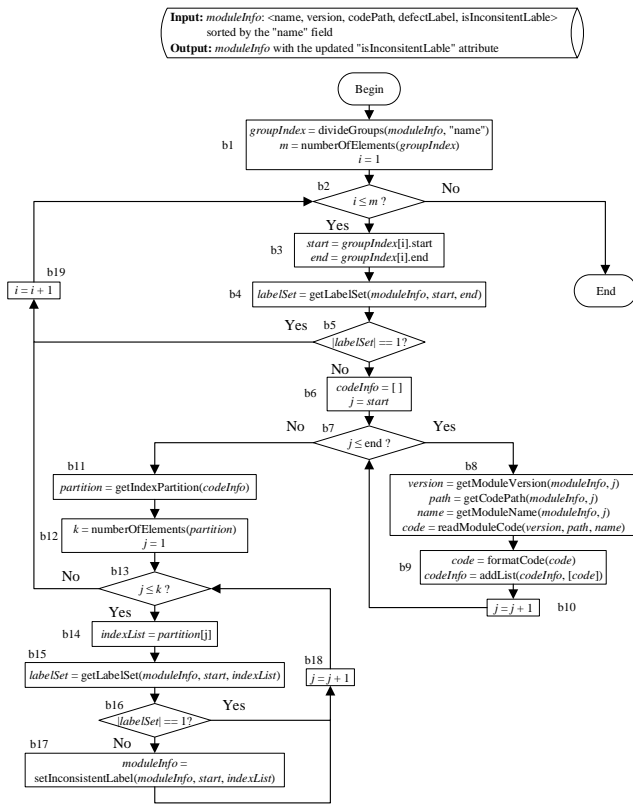 Input: moduleInfo: <name, version, codePath, defectLabel, isInconsitentLable>
sorted by the "name" field
Output: moduleInfo with the updated "isInconsitentLable" attribute
Begin
b1
groupIndex = divideGroups(moduleInfo, "name")
m = numberOfElements(groupIndex)
i = 1
b2
i ≤ m ?
No
Yes
b3
start = groupIndex[i].start
end = groupIndex[i].end
b19
i = i + 1
End
b4
labelSet = getLabelSet(moduleInfo, start, end)
b5
Yes
|labelSet| == 1?
No
b6
codeInfo = [ ]
j = start
b7
No
Yes
j ≤ end ?
b11
partition = getIndexPartition(codeInfo)
b8
version = getModuleVersion(moduleInfo, j)
path = getCodePath(moduleInfo, j)
name = getModuleName(moduleInfo, j)
code = readModuleCode(version, path, name)
b12
k = numberOfElements(partition)
j = 1
b9
code = formatCode(code)
codeInfo = addList(codeInfo, [code])
b13
No
j ≤ k ?
j = j + 1
b10
Yes
b14
indexList = partition[j]
b15
labelSet = getLabelSet(moduleInfo, start, indexList)
b18
j = j + 1
b16
|labelSet| == 1?
Yes
No
b17
moduleInfo =
setInconsistentLabel(moduleInfo, start, indexList)